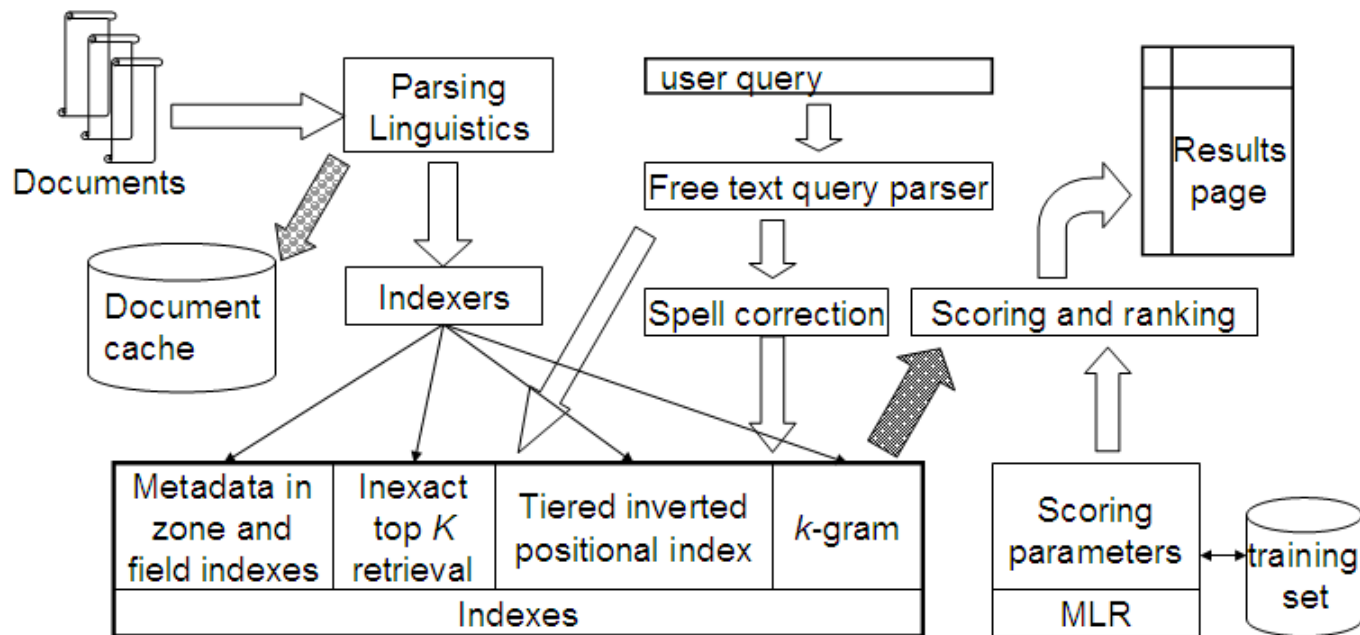 Documents
Parsing
Linguistics
user query
Results
page
Free text query parser
Document
cache
Indexers
Spell correction
Scoring and ranking
Metadata in
zone and
field indexes
Inexact
top K
retrieval
Tiered inverted
positional index
k-gram
Indexes
Scoring
parameters
MLR
training
set